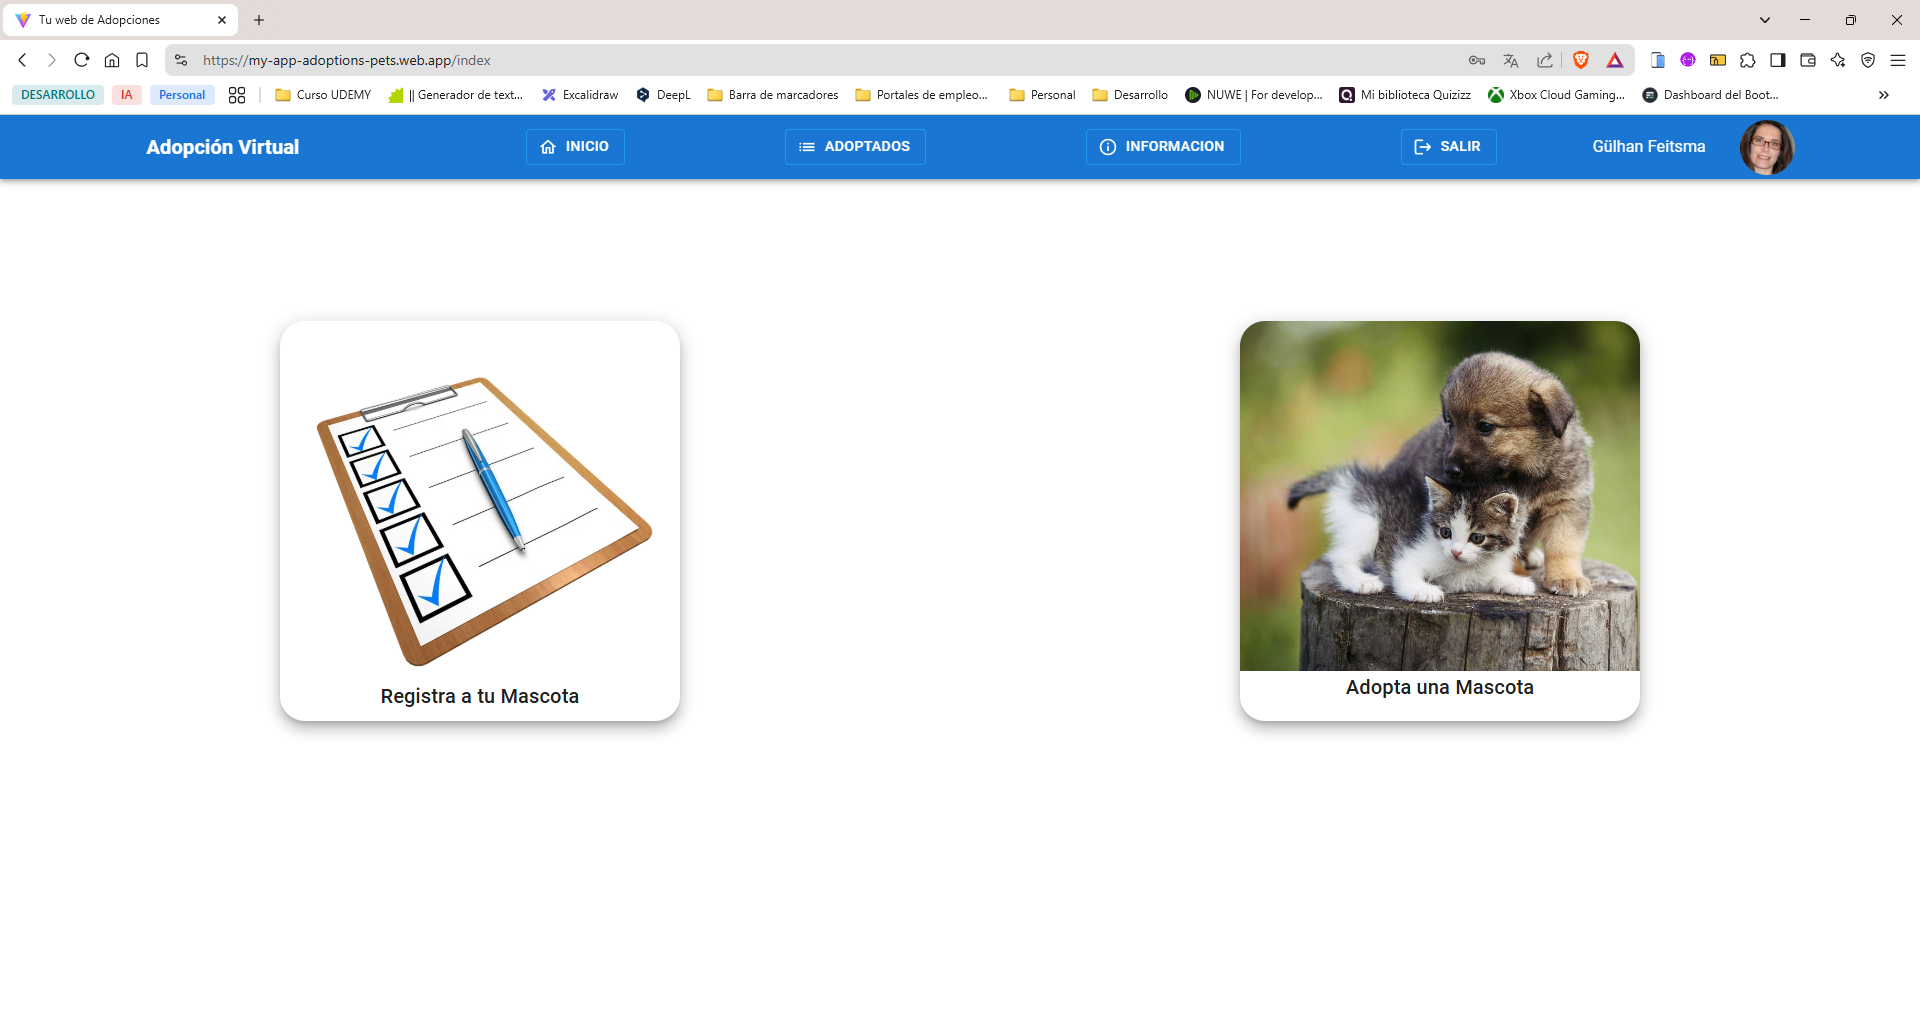 Tu web de Adopciones
https://my-app-adoptions-pets.web.app/index
DESARROLLO IA Personal Curso UDEMY || Generador de text... Excalidraw DeepL Barra de marcadores Portales de empleo... Personal Desarrollo NUWE | For develop... Mi biblioteca Quizizz Xbox Cloud Gaming... Dashboard del Boot...
Adopción Virtual INICIO ADOPTADOS INFORMACION SALIR Gülhan Feitsma
Registra a tu Mascota
Adopta una Mascota